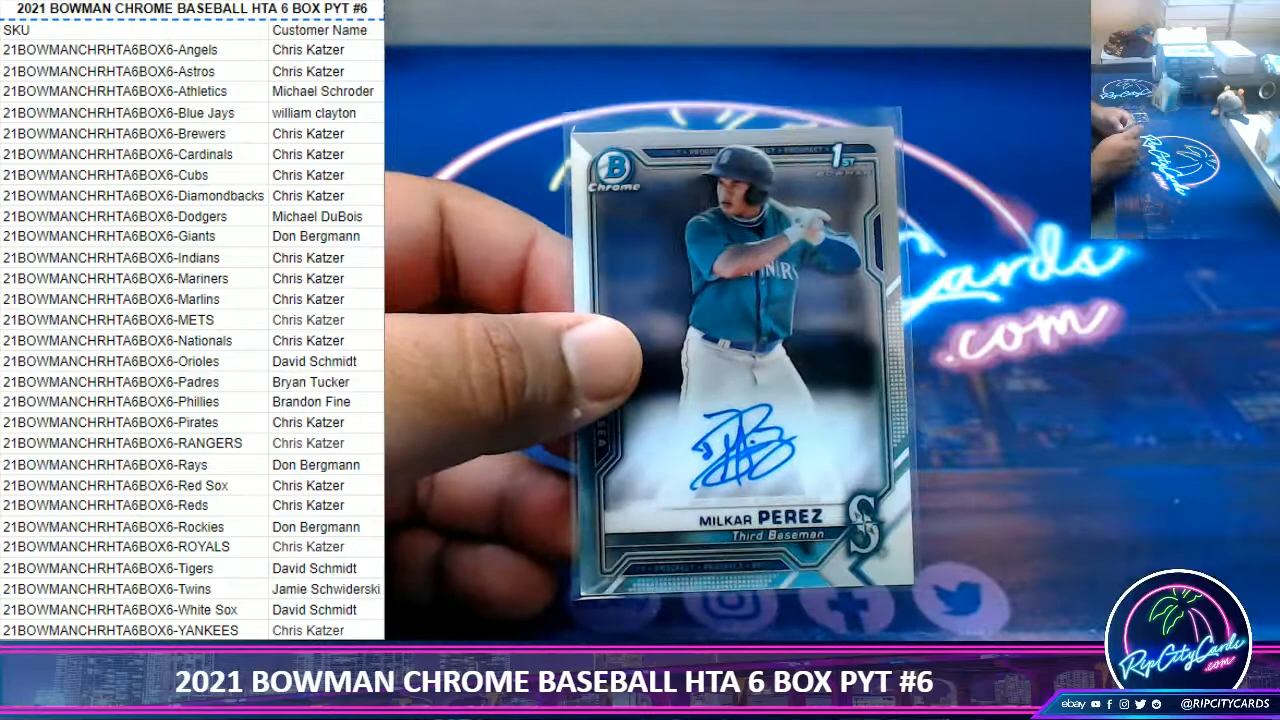 2021 BOWMAN CHROME BASEBALL HTA 6 BOX PYT #6
SKU Customer Name
21BOWMANCHRHTA6BOX6-Angels Chris Katzer
21BOWMANCHRHTA6BOX6-Astros Chris Katzer
21BOWMANCHRHTA6BOX6-Athletics Michael Schroder
21BOWMANCHRHTA6BOX6-Blue Jays william clayton
21BOWMANCHRHTA6BOX6-Brewers Chris Katzer
21BOWMANCHRHTA6BOX6-Cardinals Chris Katzer
21BOWMANCHRHTA6BOX6-Cubs Chris Katzer
21BOWMANCHRHTA6BOX6-Diamondbacks Chris Katzer
21BOWMANCHRHTA6BOX6-Dodgers Michael DuBois
21BOWMANCHRHTA6BOX6-Giants Don Bergmann
21BOWMANCHRHTA6BOX6-Indians Chris Katzer
21BOWMANCHRHTA6BOX6-Mariners Chris Katzer
21BOWMANCHRHTA6BOX6-Marlins Chris Katzer
21BOWMANCHRHTA6BOX6-METS Chris Katzer
21BOWMANCHRHTA6BOX6-Nationals Chris Katzer
21BOWMANCHRHTA6BOX6-Orioles David Schmidt
21BOWMANCHRHTA6BOX6-Padres Bryan Tucker
21BOWMANCHRHTA6BOX6-Phillies Brandon Fine
21BOWMANCHRHTA6BOX6-Pirates Chris Katzer
21BOWMANCHRHTA6BOX6-RANGERS Chris Katzer
21BOWMANCHRHTA6BOX6-Rays Don Bergmann
21BOWMANCHRHTA6BOX6-Red Sox Chris Katzer
21BOWMANCHRHTA6BOX6-Reds Chris Katzer
21BOWMANCHRHTA6BOX6-Rockies Don Bergmann
21BOWMANCHRHTA6BOX6-ROYALS Chris Katzer
21BOWMANCHRHTA6BOX6-Tigers David Schmidt
21BOWMANCHRHTA6BOX6-Twins Jamie Schwiderski
21BOWMANCHRHTA6BOX6-White Sox David Schmidt
21BOWMANCHRHTA6BOX6-YANKEES Chris Katzer
B
Chrome
1ST
BOWMAN
Cards
.com
MILKAR PEREZ
Third Baseman
S
RipCityCards
.com
2021 BOWMAN CHROME BASEBALL HTA 6 BOX PYT #6
ebay @RIPCITYCARDS